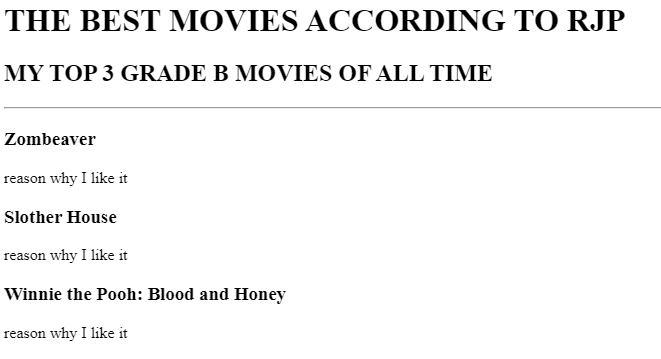 THE BEST MOVIES ACCORDING TO RJP
MY TOP 3 GRADE B MOVIES OF ALL TIME
Zombeaver
reason why I like it
Slother House
reason why I like it
Winnie the Pooh: Blood and Honey
reason why I like it